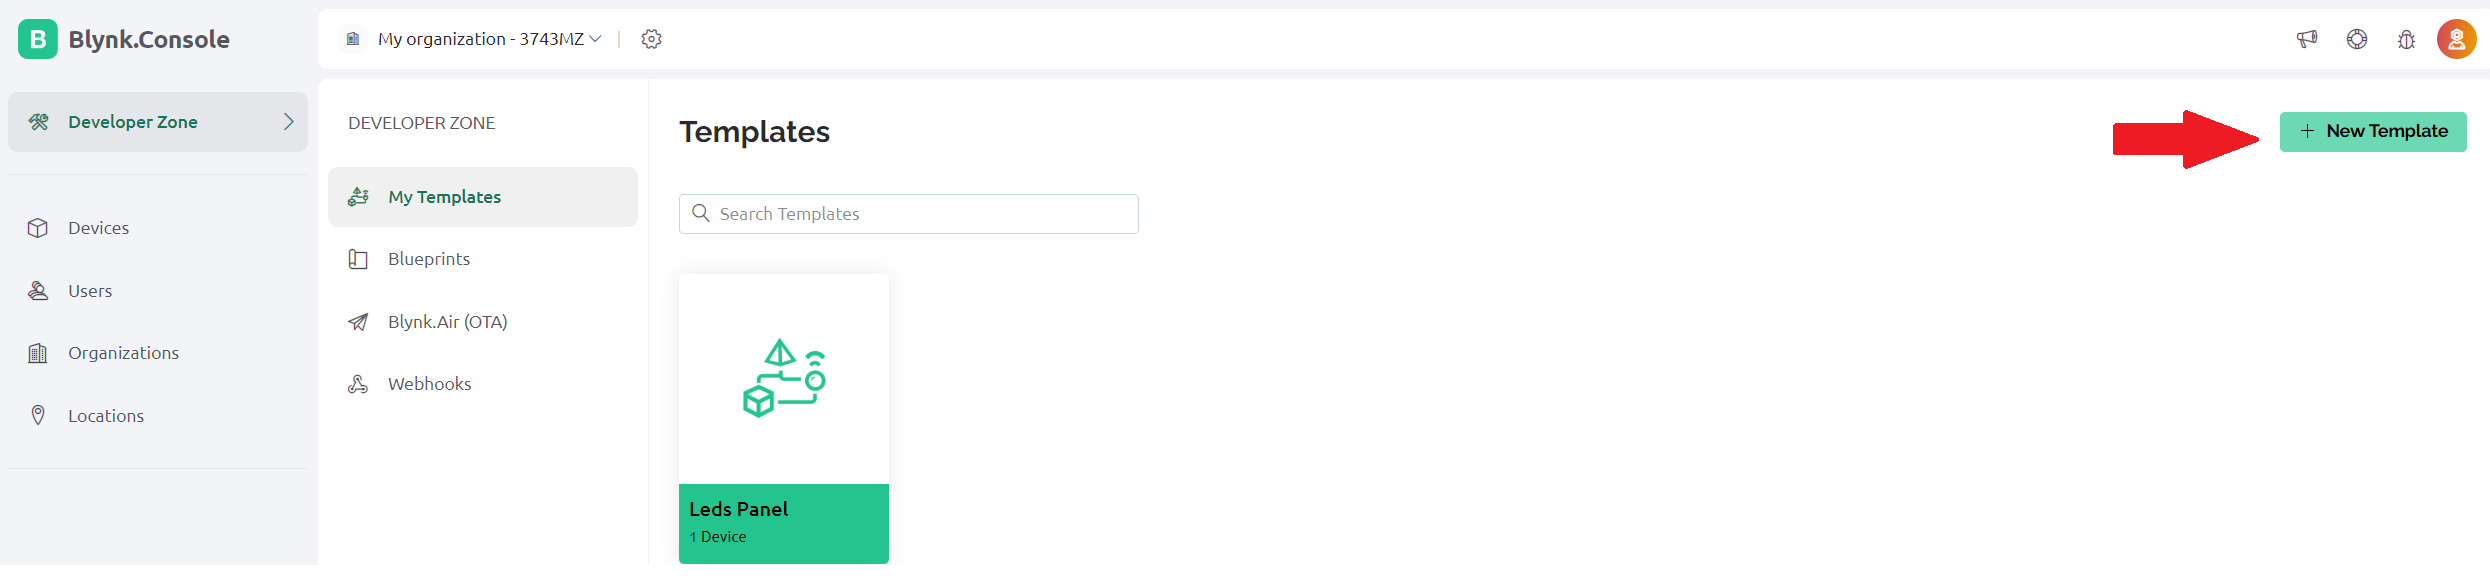 B Blynk.Console
My organization - 3743MZ
Developer Zone
Devices
Users
Organizations
Locations
DEVELOPER ZONE
My Templates
Blueprints
Blynk.Air (OTA)
Webhooks
Templates
+ New Template
Search Templates
Leds Panel
1 Device